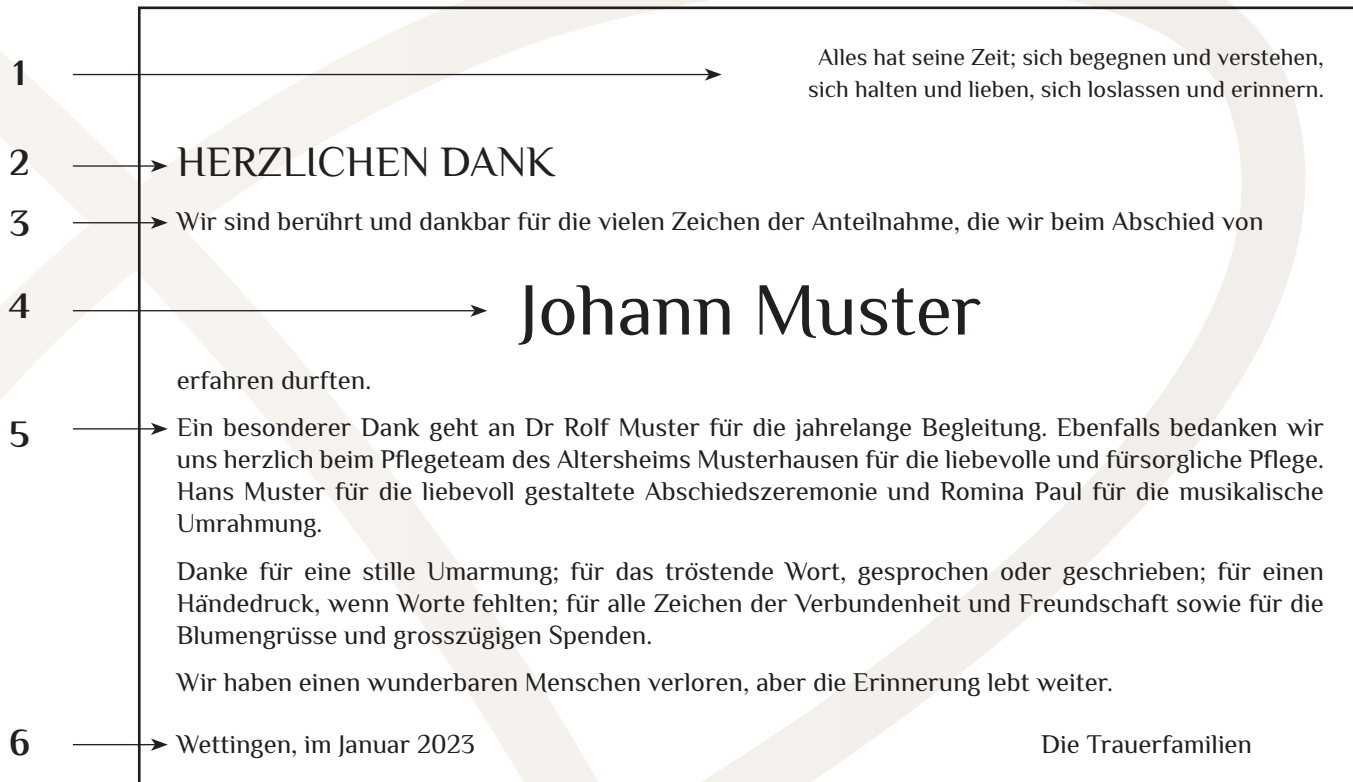 1
Alles hat seine Zeit; sich begegnen und verstehen,
sich halten und lieben, sich loslassen und erinnern.
2
HERZLICHEN DANK
3
Wir sind berührt und dankbar für die vielen Zeichen der Anteilnahme, die wir beim Abschied von
4
Johann Muster
erfahren durften.
5
Ein besonderer Dank geht an Dr Rolf Muster für die jahrelange Begleitung. Ebenfalls bedanken wir
uns herzlich beim Pflegeteam des Altersheims Musterhausen für die liebevolle und fürsorgliche Pflege.
Hans Muster für die liebevoll gestaltete Abschiedszeremonie und Romina Paul für die musikalische
Umrahmung.
Danke für eine stille Umarmung; für das tröstende Wort, gesprochen oder geschrieben; für einen
Händedruck, wenn Worte fehlten; für alle Zeichen der Verbundenheit und Freundschaft sowie für die
Blumengrüsse und grosszügigen Spenden.
Wir haben einen wunderbaren Menschen verloren, aber die Erinnerung lebt weiter.
6
Wettingen, im Januar 2023 Die Trauerfamilien